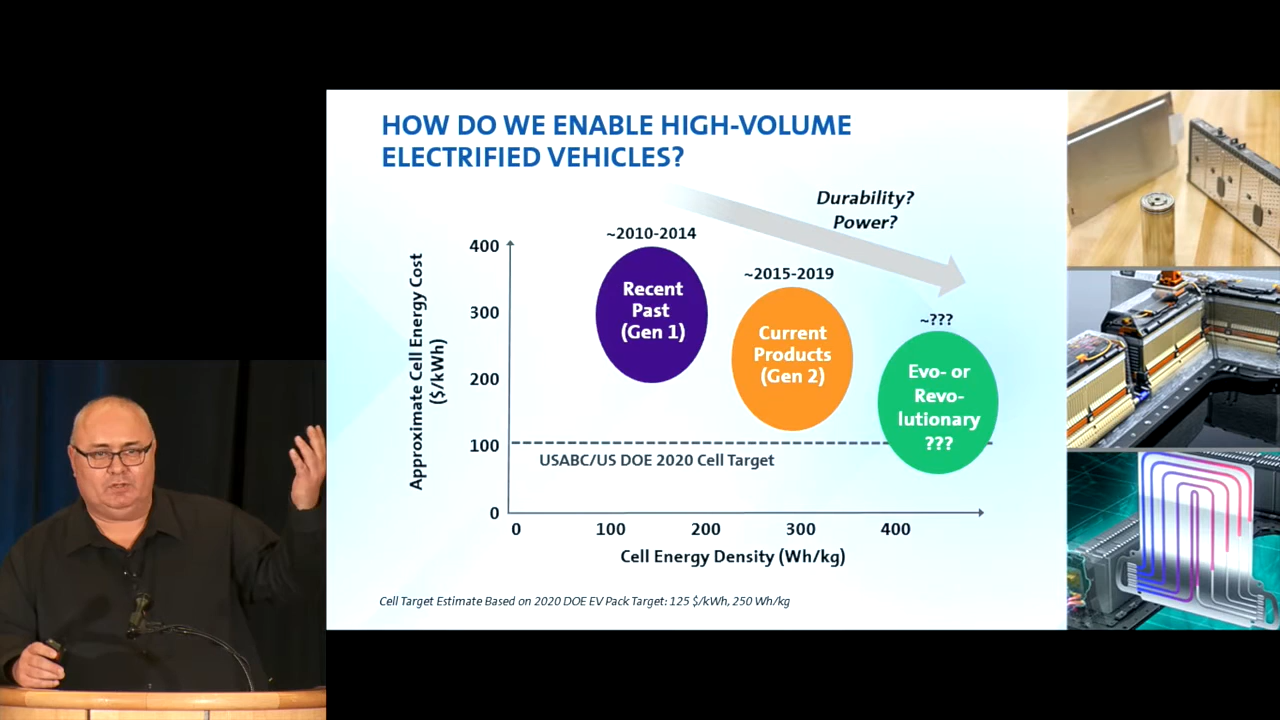 HOW DO WE ENABLE HIGH-VOLUME
ELECTRIFIED VEHICLES?
Durability?
Power?
~2010-2014
~2015-2019
~???
Approximate Cell Energy Cost
($/kWh)
400
300
200
100
0
Recent
Past
(Gen 1)
Current
Products
(Gen 2)
Evo- or
Revo-
lutionary
???
USABC/US DOE 2020 Cell Target
0 100 200 300 400
Cell Energy Density (Wh/kg)
Cell Target Estimate Based on 2020 DOE EV Pack Target: 125 $/kWh, 250 Wh/kg